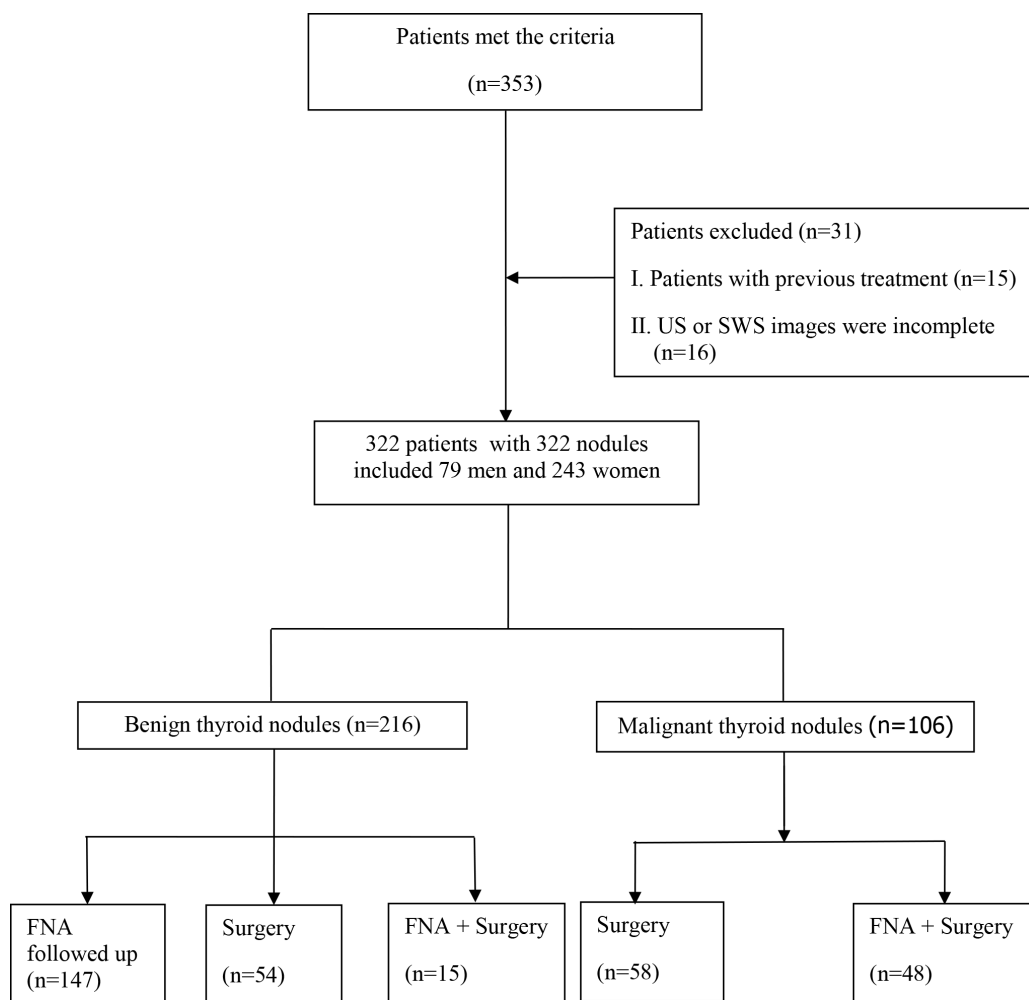 Patients met the criteria
(n=353)
Patients excluded (n=31)
I. Patients with previous treatment (n=15)
II. US or SWS images were incomplete
(n=16)
322 patients with 322 nodules
included 79 men and 243 women
Benign thyroid nodules (n=216)
Malignant thyroid nodules (n=106)
FNA
followed up
(n=147)
Surgery
(n=54)
FNA + Surgery
(n=15)
Surgery
(n=58)
FNA + Surgery
(n=48)